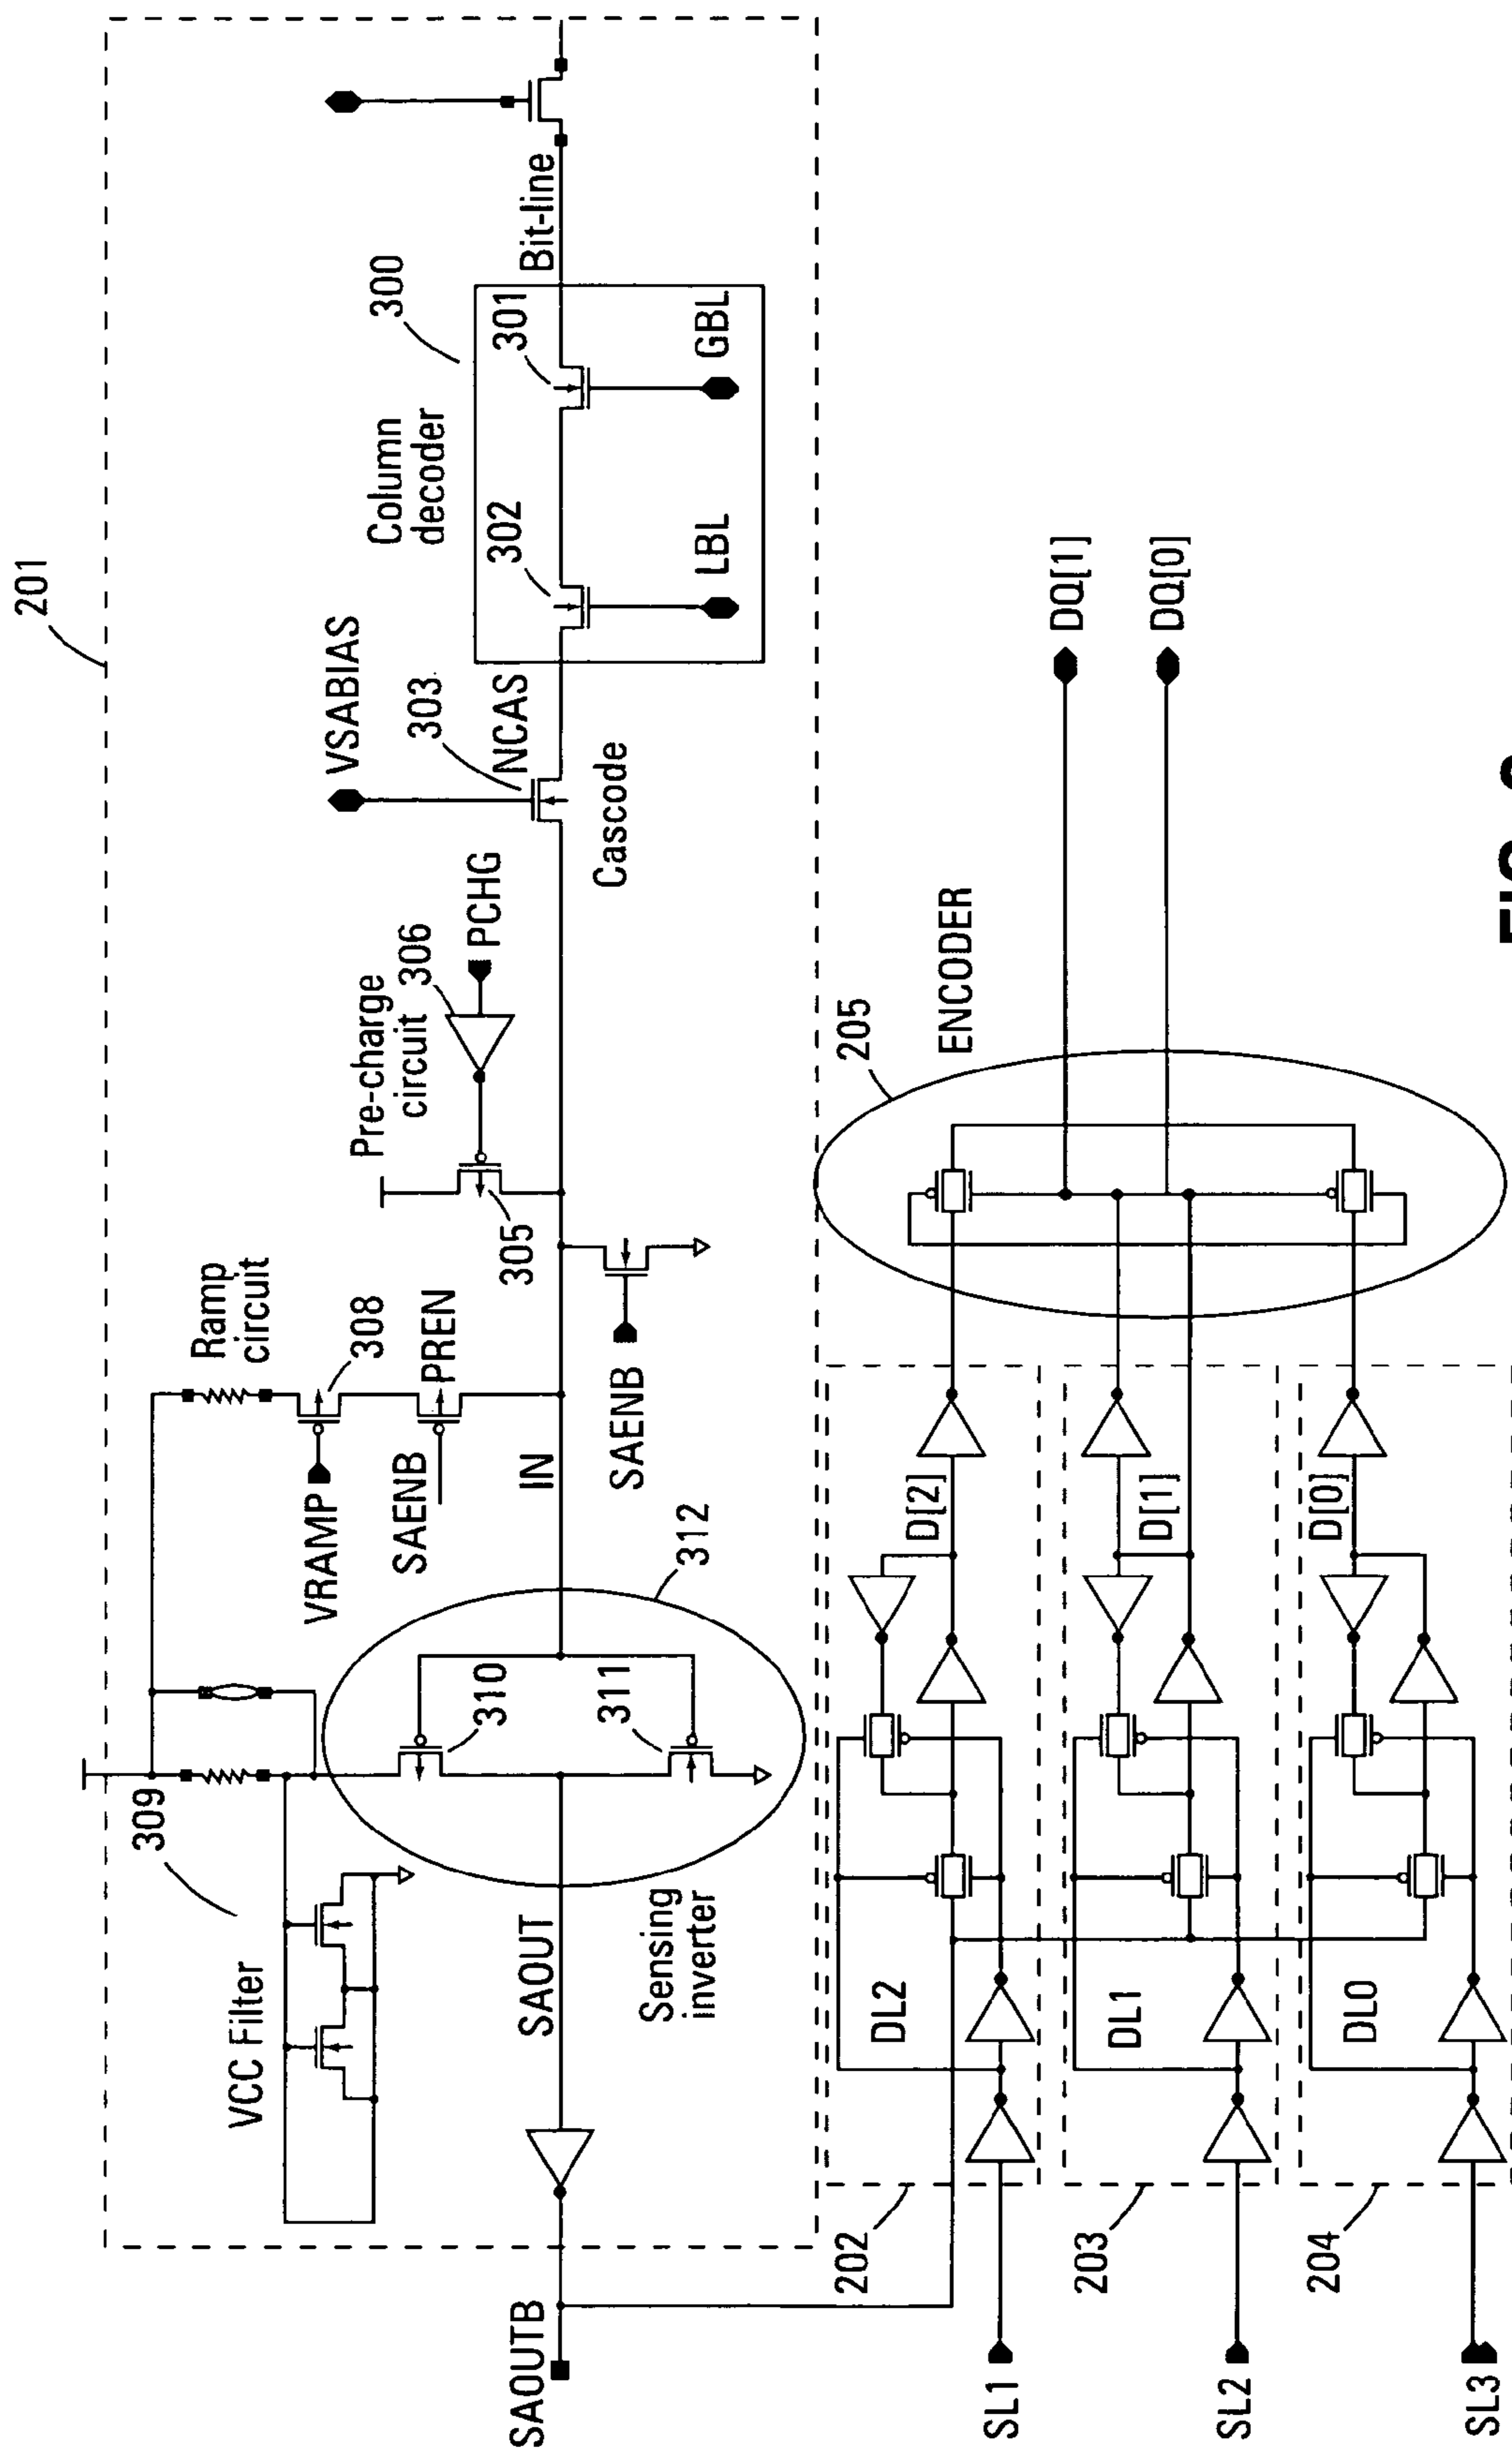 201
VCC Filter
309
Ramp
circuit
308
VRAMP
SAENB
PREN
Pre-charge
circuit
306
PCHG
305
VSABIAS
303
NCAS
Cascode
Column
decoder
300
302
301
LBL
GBL
Bit-line
SAOUTB
SAOUT
Sensing
inverter
310
311
312
IN
SAENB
202
DL2
D[2]
SL1
203
DL1
D[1]
SL2
204
DL0
D[0]
SL3
205
ENCODER
DQ[1]
DQ[0]